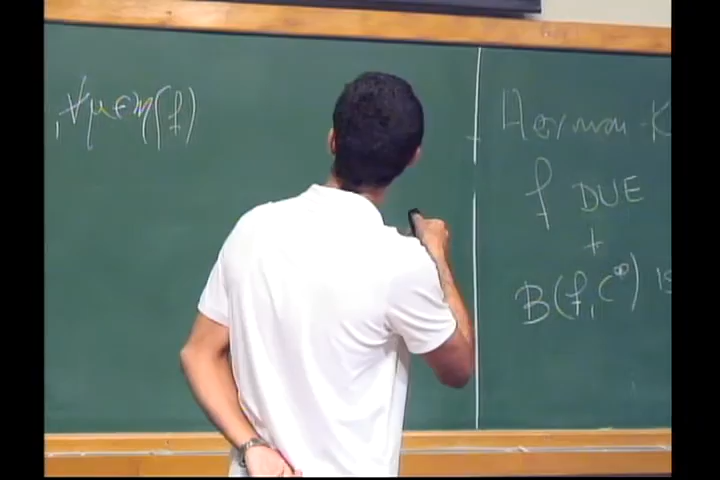 , ∀μ∈M(f)
Herman - K
f DUE
+
B(f, C^∞) is